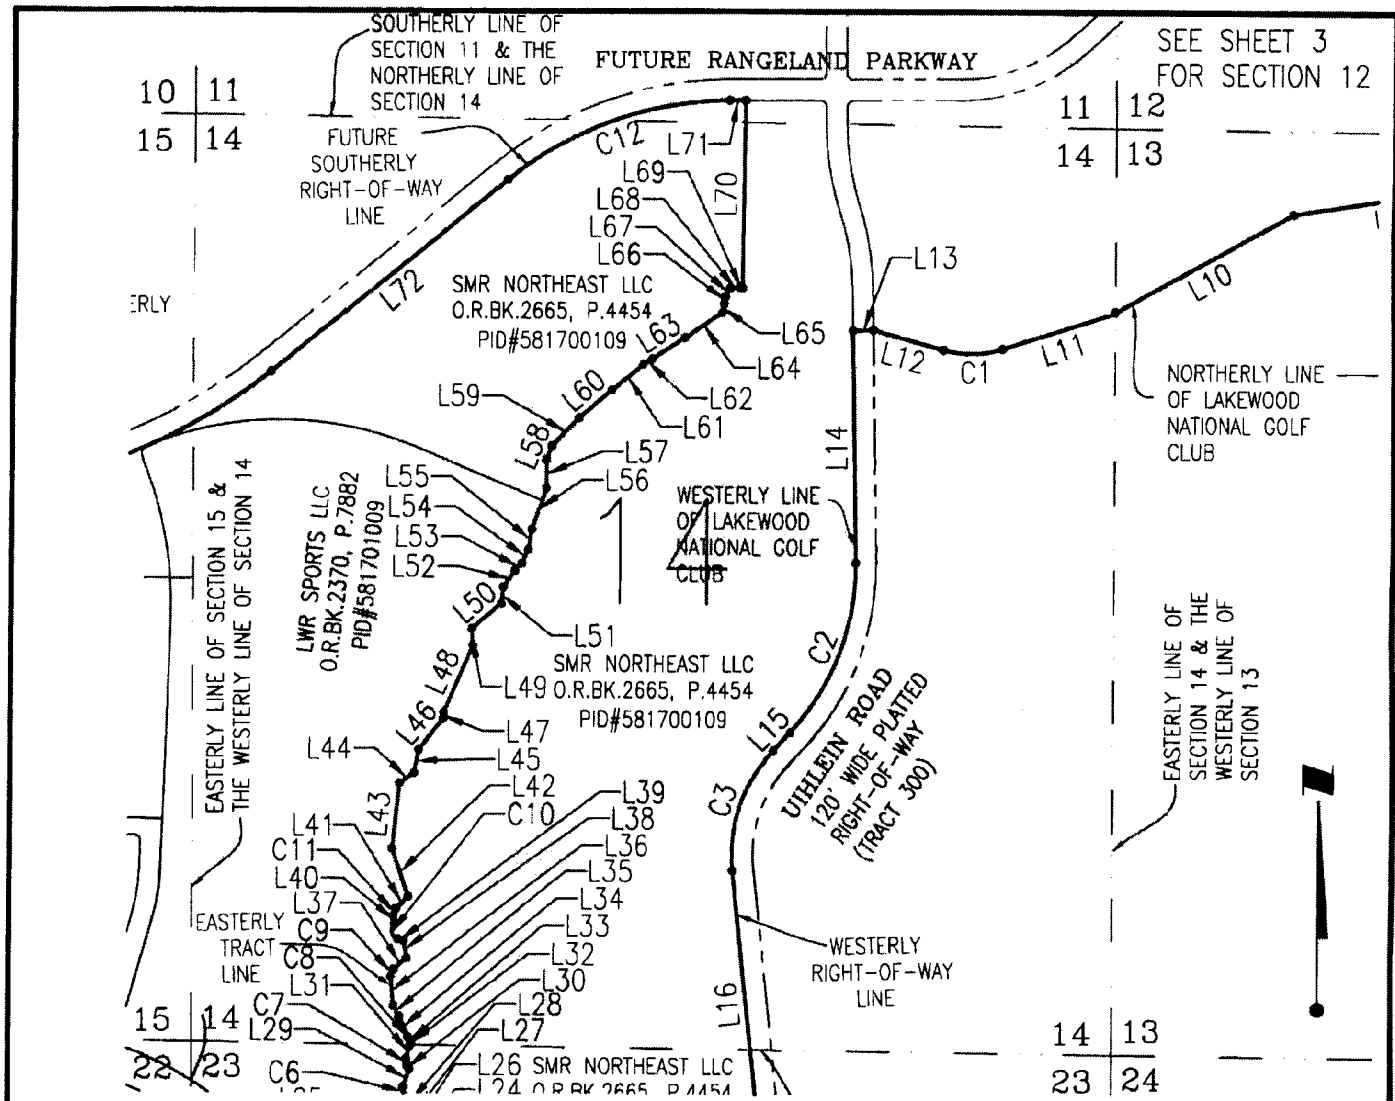 SOUTHERLY LINE OF
SECTION 11 & THE
NORTHERLY LINE OF
SECTION 14
FUTURE RANGELAND PARKWAY
SEE SHEET 3
FOR SECTION 12
10 11
15 14
11 12
14 13
FUTURE
SOUTHERLY
RIGHT-OF-WAY
LINE
C12
L71
L70
L69
L68
L67
L66
L72
ERLY
SMR NORTHEAST LLC
O.R.BK.2665, P.4454
PID#581700109
L13
L10
L65
L63
L64
L12
C1
L11
L62
L60
L61
L59
NORTHERLY LINE
OF LAKEWOOD
NATIONAL GOLF
CLUB
L58
L57
L14
L56
L55
L54
L53
L52
WESTERLY LINE
OF LAKEWOOD
NATIONAL GOLF
CLUB
14
EASTERLY LINE OF SECTION 15 &
THE WESTERLY LINE OF SECTION 14
LWR SPORTS LLC
O.R.BK.2370, P.7882
PID#581701009
L50
L51
C2
SMR NORTHEAST LLC
O.R.BK.2665, P.4454
PID#581700109
L48
L49
L46
L47
L44
L45
L15
UIHLEIN ROAD
120' WIDE PLATTED
RIGHT-OF-WAY
(TRACT 300)
EASTERLY LINE OF
SECTION 14 & THE
WESTERLY LINE OF
SECTION 13
C3
L43
L42
L39
C10
L38
L41
L36
C11
L35
L40
L34
L37
L33
C9
L32
C8
L30
L31
L28
C7
L27
L29
C6
EASTERLY
TRACT
LINE
WESTERLY
RIGHT-OF-WAY
LINE
L16
15 14
22 23
14 13
23 24
L26 SMR NORTHEAST LLC
L24 O.R.BK.2665, P.4454